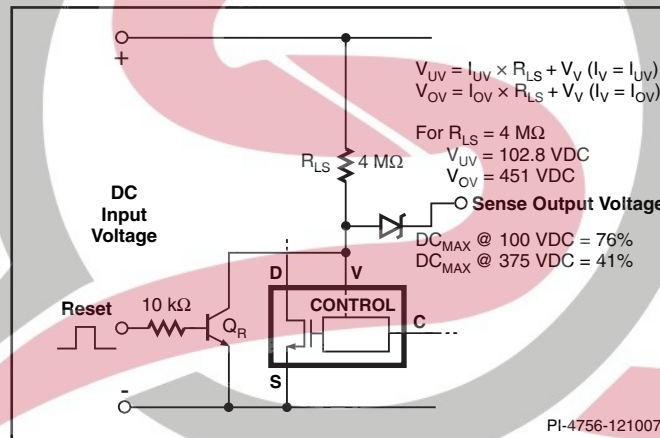 +
V_UV = I_UV × R_LS + V_V (I_V = I_UV)
V_OV = I_OV × R_LS + V_V (I_V = I_OV)
For R_LS = 4 MΩ
V_UV = 102.8 VDC
V_OV = 451 VDC
R_LS 4 MΩ
DC
Input
Voltage
Sense Output Voltage
DC_MAX @ 100 VDC = 76%
DC_MAX @ 375 VDC = 41%
D V
CONTROL
C
Reset
10 kΩ
Q_R
S
-
PI-4756-121007